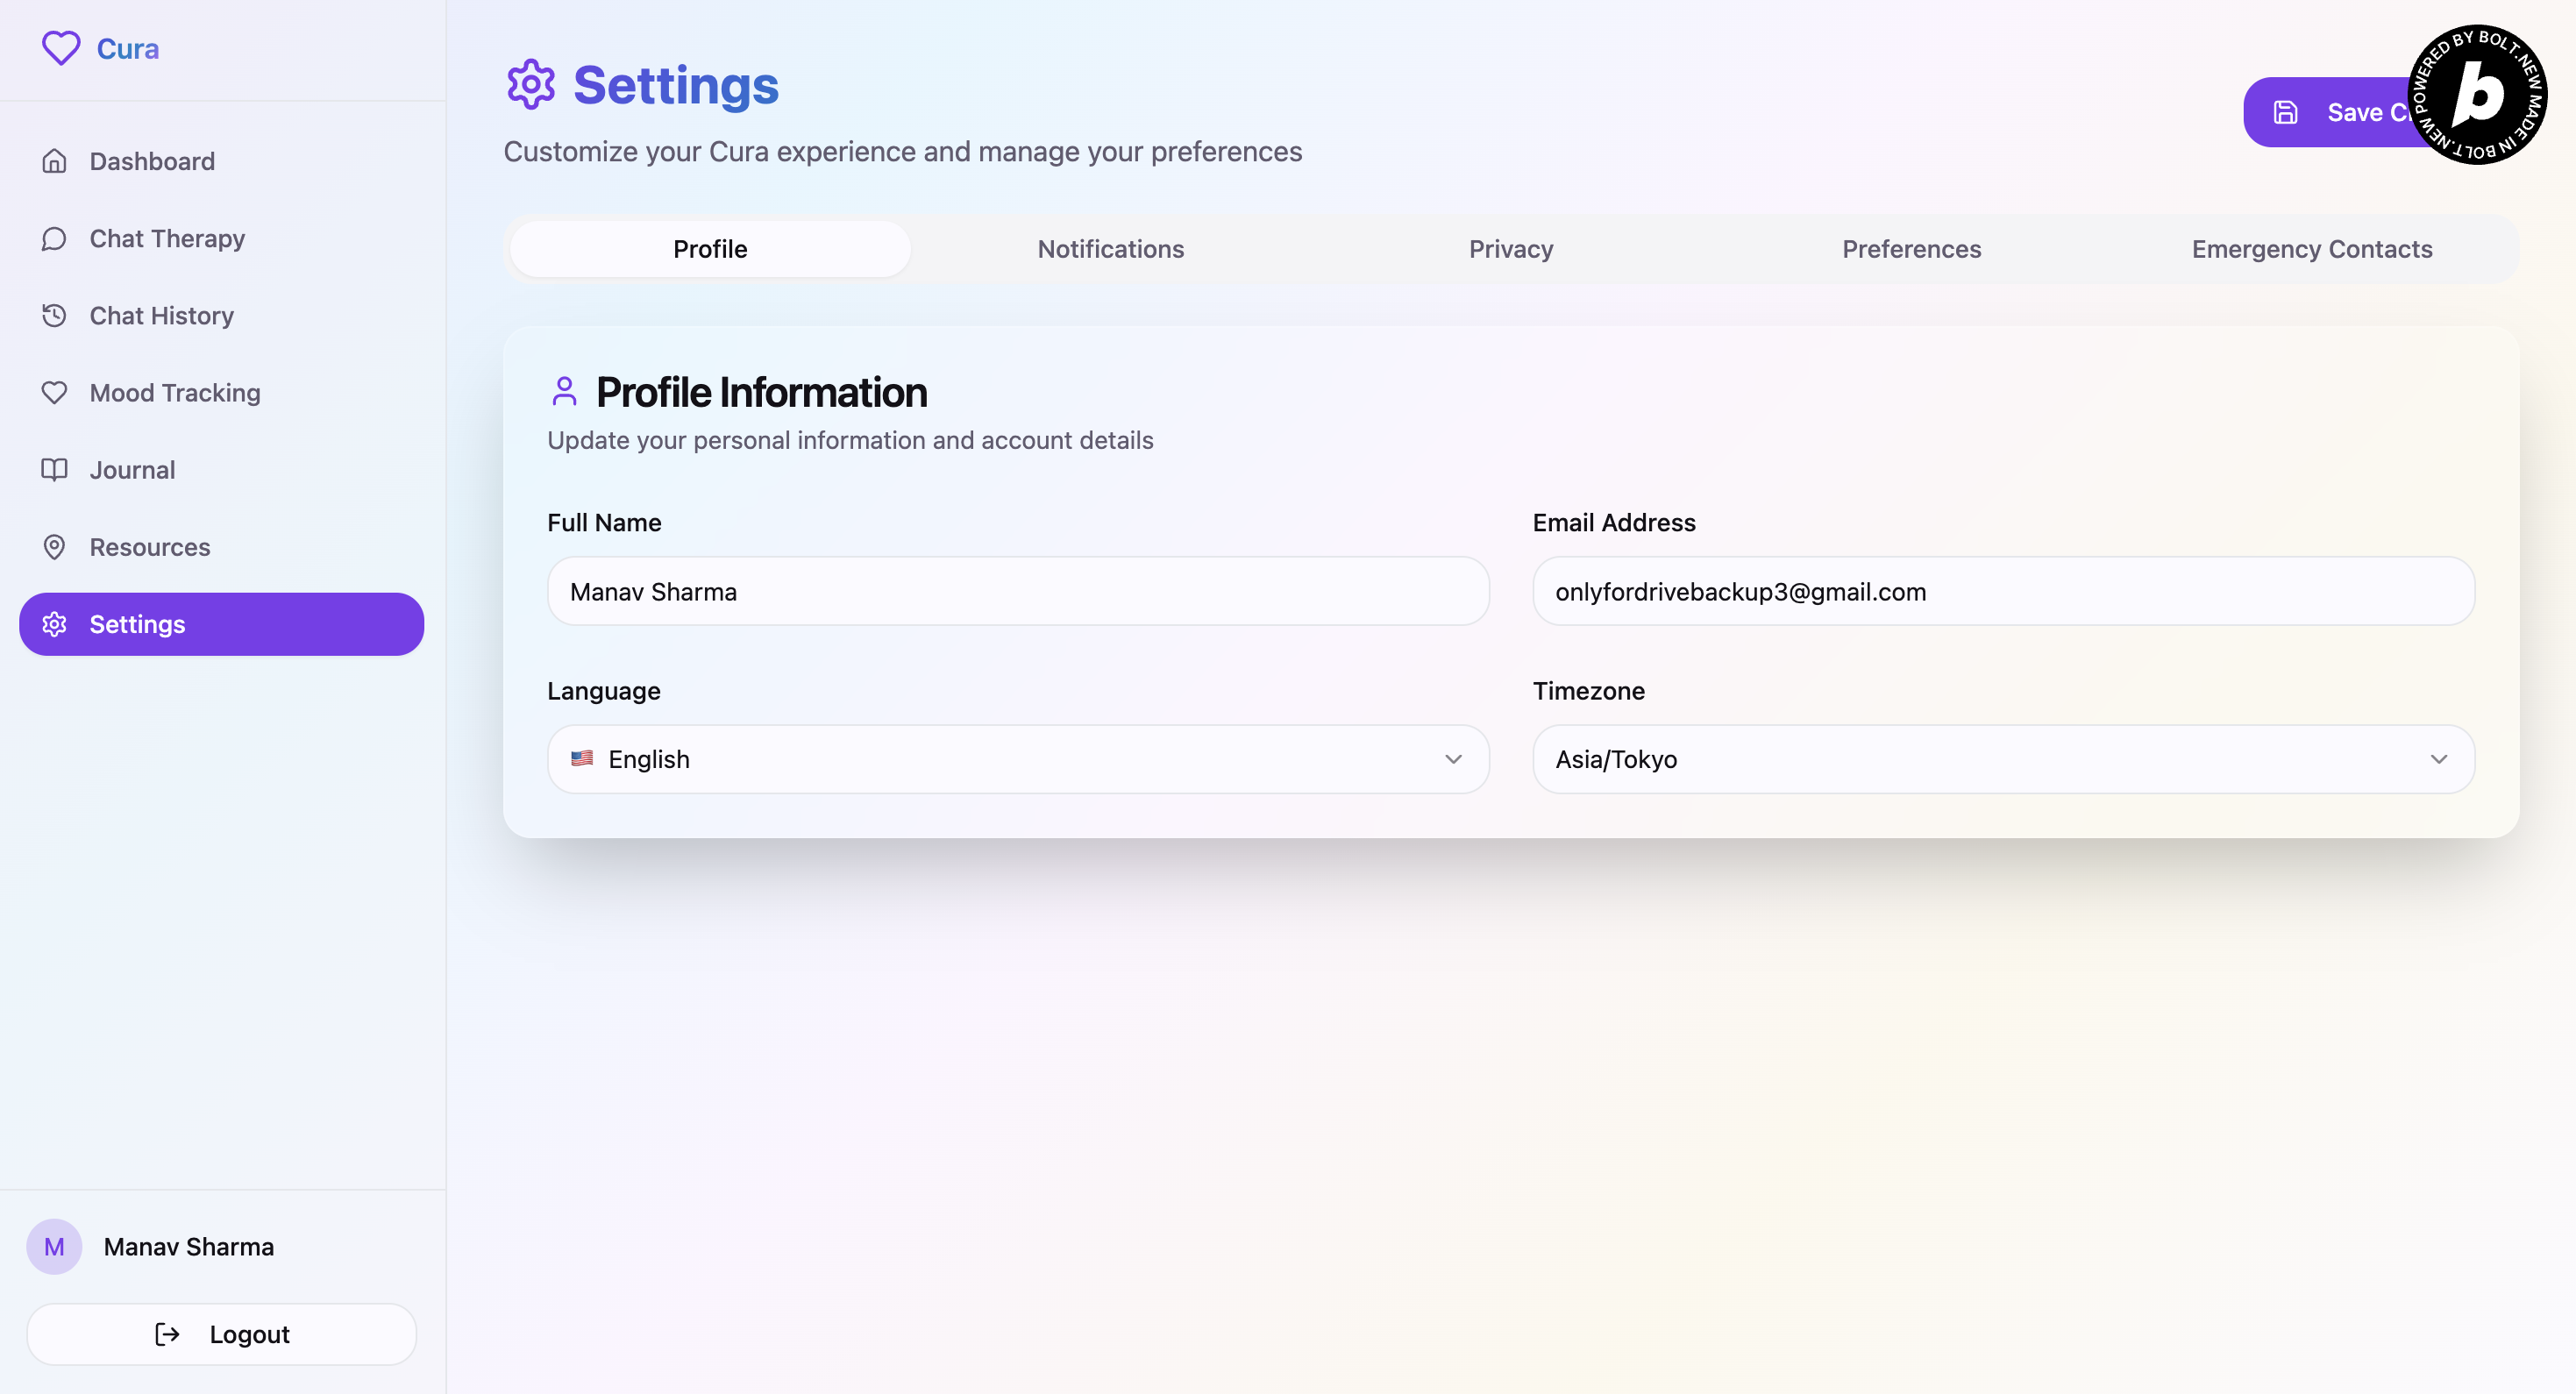 Cura
Dashboard
Chat Therapy
Chat History
Mood Tracking
Journal
Resources
Settings
Manav Sharma
M
Logout
Settings
Customize your Cura experience and manage your preferences
Save
POWERED BY BOLT.NEW MADE IN BOLT.NEW
b
Profile
Notifications
Privacy
Preferences
Emergency Contacts
Profile Information
Update your personal information and account details
Full Name
Manav Sharma
Email Address
onlyfordrivebackup3@gmail.com
Language
English
Timezone
Asia/Tokyo